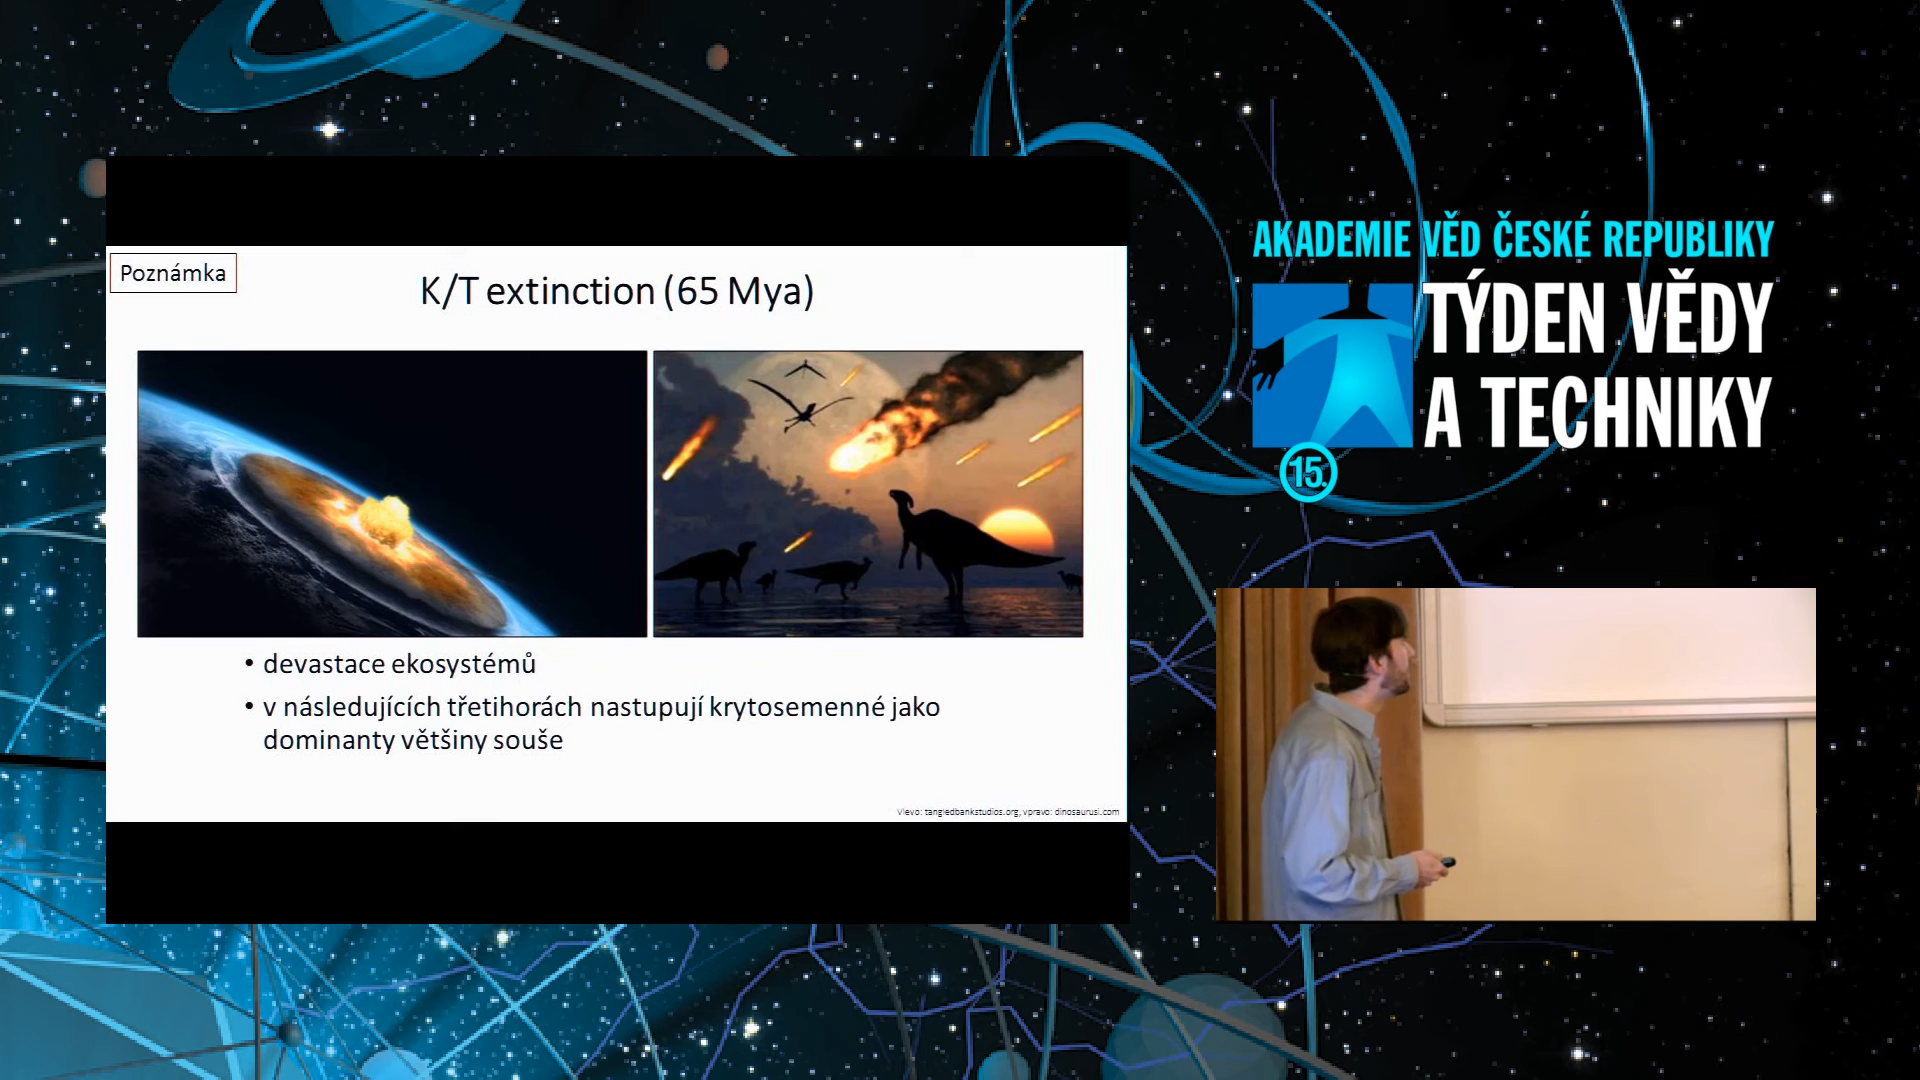 Poznámka
K/T extinction (65 Mya)
• devastace ekosystémů
• v následujících třetihorách nastupují krytosemenné jako
dominanty většiny souše
Vlevo: tangledbankstudios.org, vpravo: dinosaurusi.com
AKADEMIE VĚD ČESKÉ REPUBLIKY
TÝDEN VĚDY
A TECHNIKY
15.